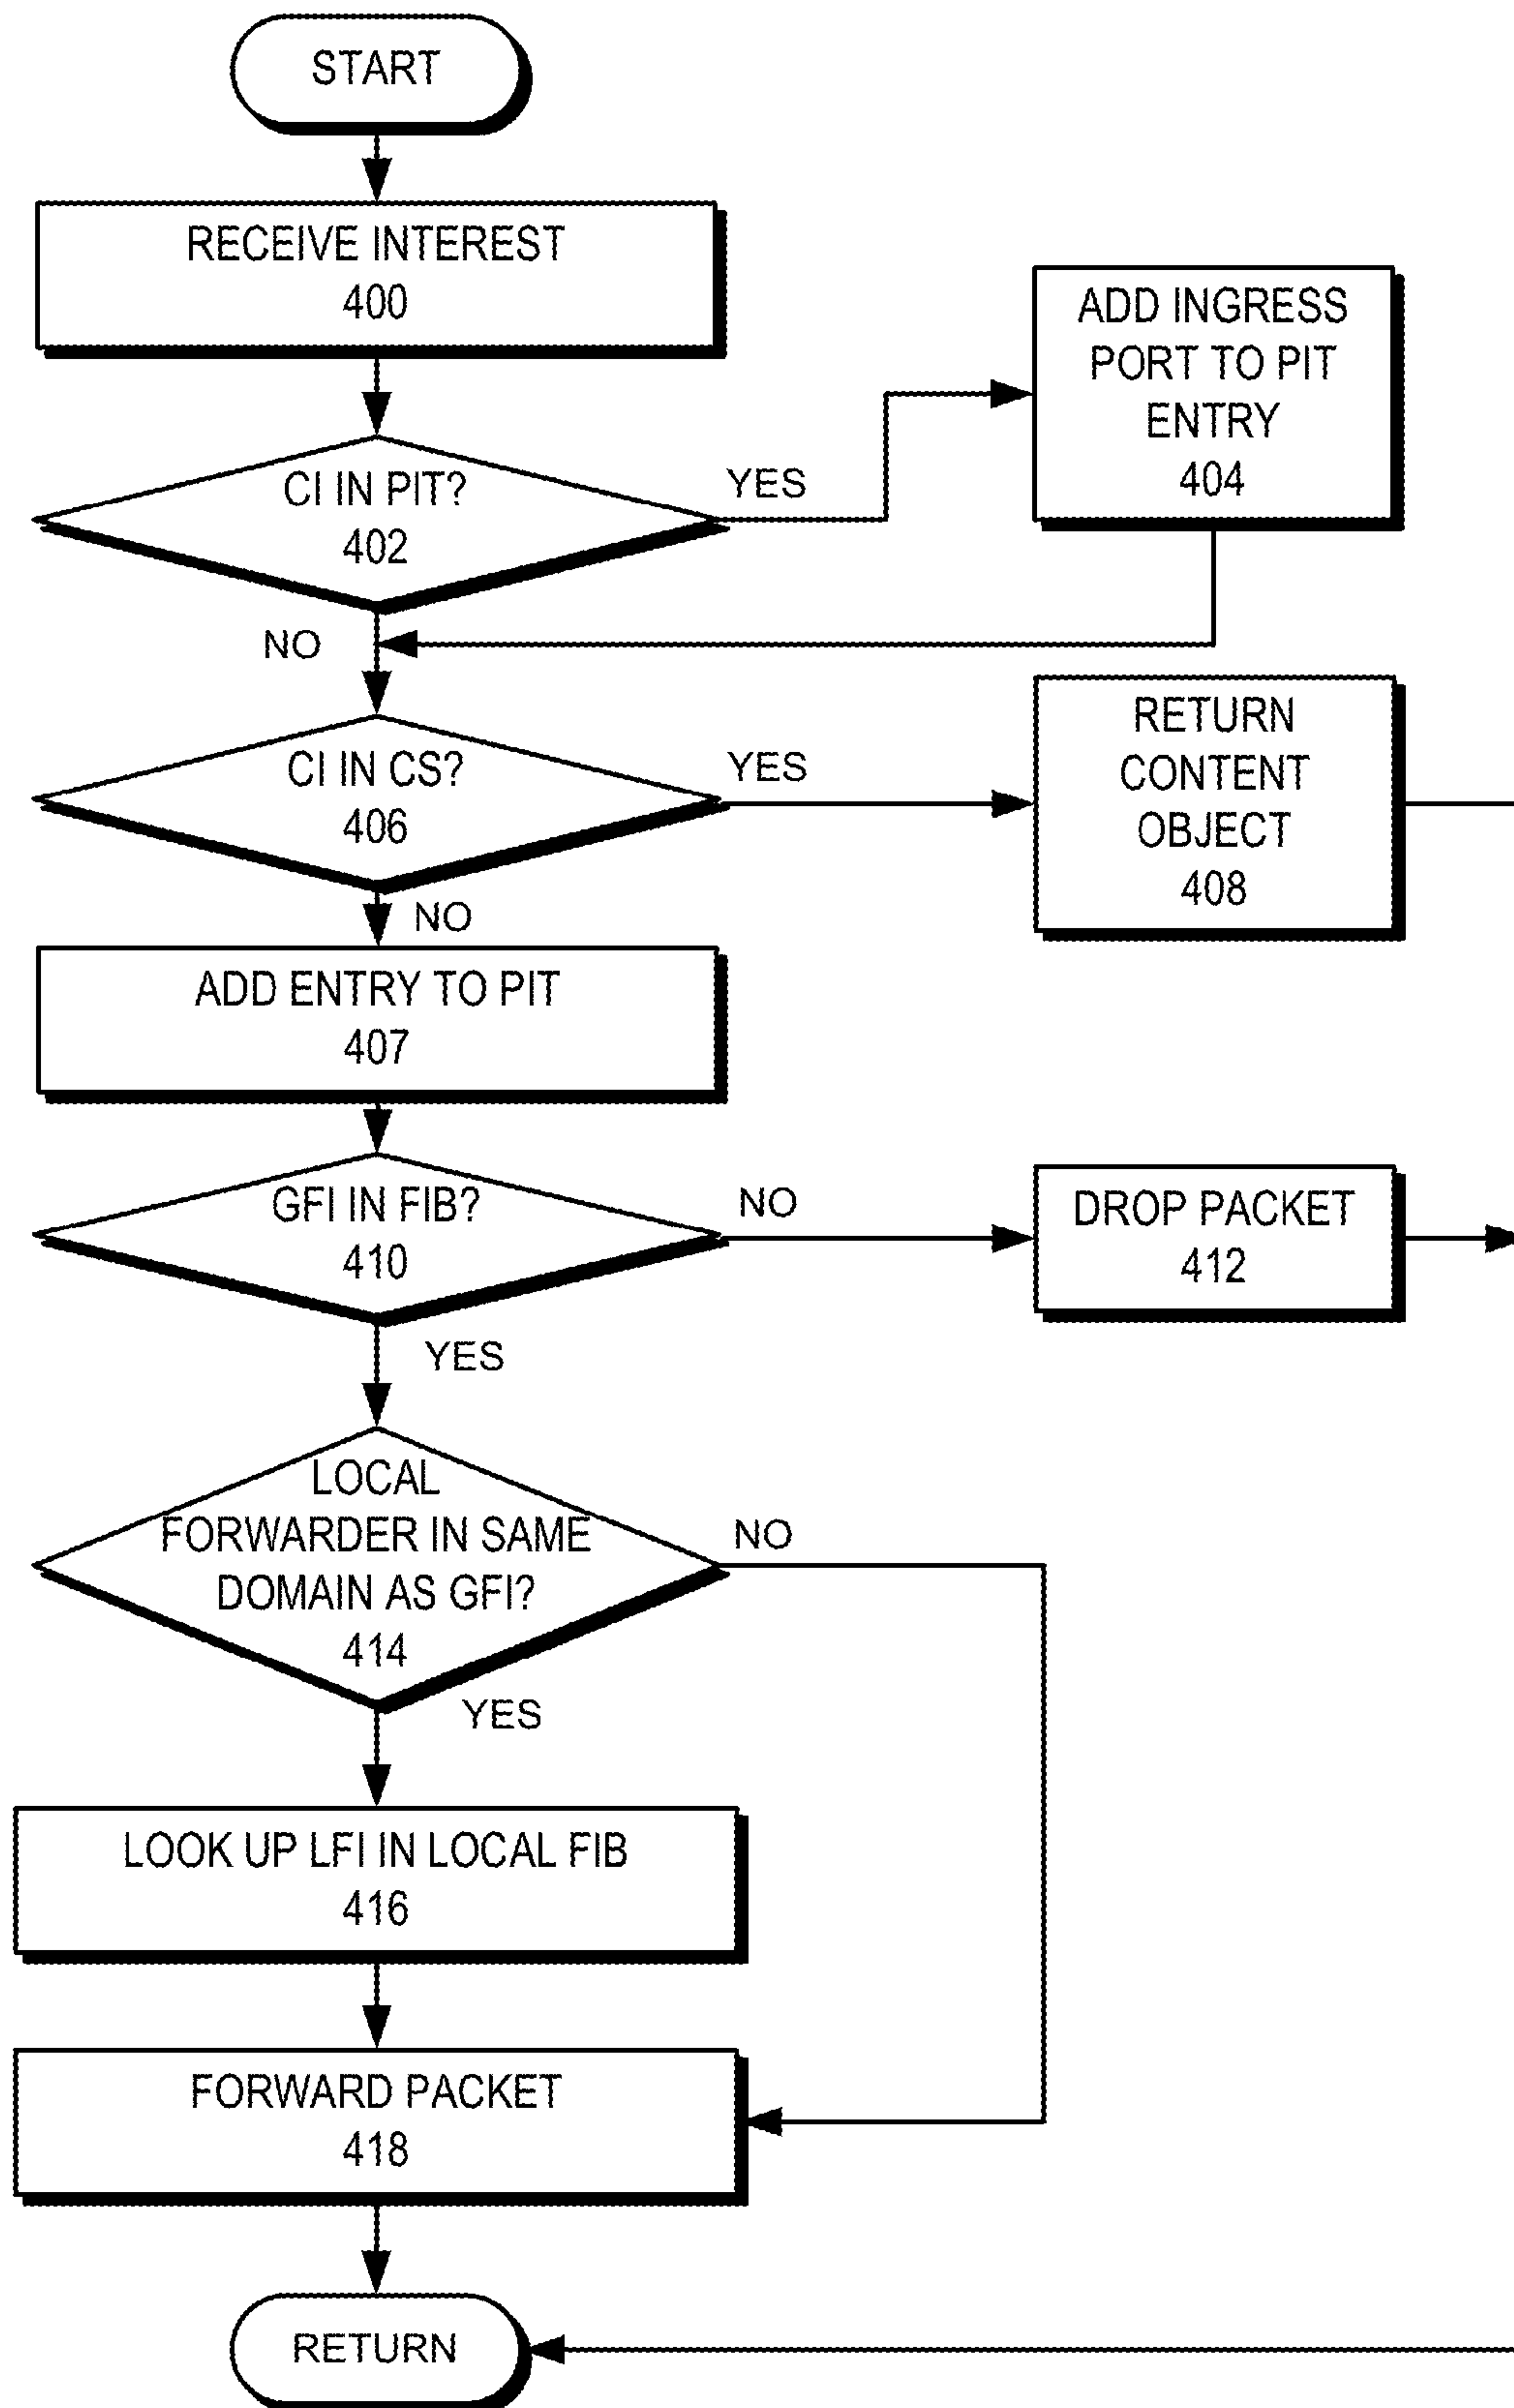 START
RECEIVE INTEREST
400
ADD INGRESS
PORT TO PIT
ENTRY
404
CI IN PIT?
402
YES
NO
CI IN CS?
406
YES
RETURN
CONTENT
OBJECT
408
NO
ADD ENTRY TO PIT
407
GFI IN FIB?
410
NO
DROP PACKET
412
YES
LOCAL
FORWARDER IN SAME
DOMAIN AS GFI?
414
NO
YES
LOOK UP LFI IN LOCAL FIB
416
FORWARD PACKET
418
RETURN